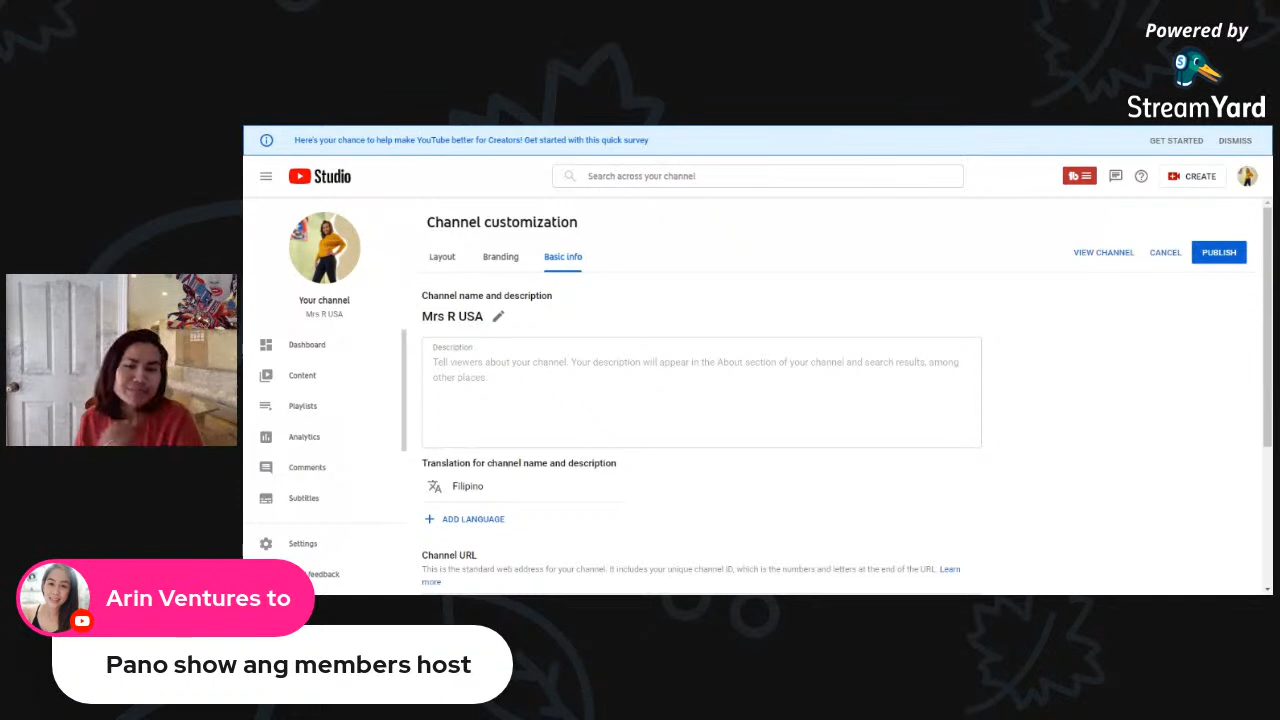 Powered by
StreamYard
Here's your chance to help make YouTube better for Creators! Get started with this quick survey
GET STARTED
DISMISS
Studio
Search across your channel
CREATE
Channel customization
Layout
Branding
Basic info
VIEW CHANNEL
CANCEL
PUBLISH
Your channel
Mrs R USA
Dashboard
Content
Playlists
Analytics
Comments
Subtitles
Settings
feedback
Channel name and description
Mrs R USA
Description
Tell viewers about your channel. Your description will appear in the About section of your channel and search results, among
other places.
Translation for channel name and description
Filipino
ADD LANGUAGE
Channel URL
This is the standard web address for your channel. It includes your unique channel ID, which is the numbers and letters at the end of the URL. Learn
more
Arin Ventures to
Pano show ang members host